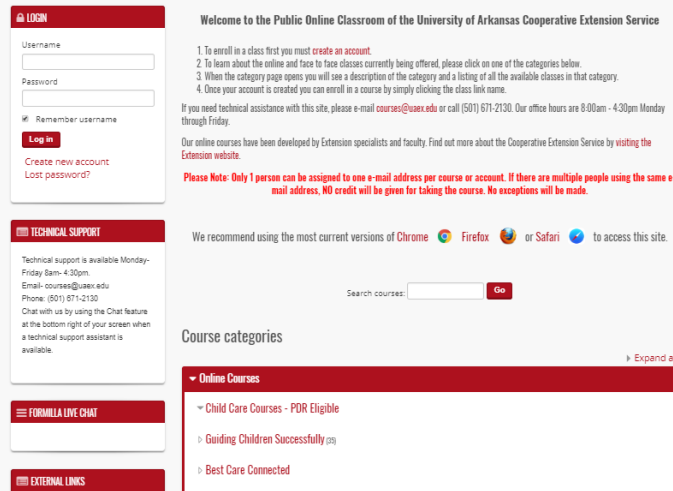 LOGIN
Username
Password
Remember username
Log in
Create new account
Lost password?
TECHNICAL SUPPORT
Technical support is available Monday-
Friday 8am- 4:30pm.
Email- courses@uaex.edu
Phone: (501) 671-2130
Chat with us by using the Chat feature
at the bottom right of your screen when
a technical support assistant is
available.
FORMILLA LIVE CHAT
EXTERNAL LINKS
Welcome to the Public Online Classroom of the University of Arkansas Cooperative Extension Service
1. To enroll in a class first you must create an account.
2. To learn about the online and face to face classes currently being offered, please click on one of the categories below.
3. When the category page opens you will see a description of the category and a listing of all the available classes in that category.
4. Once your account is created you can enroll in a course by simply clicking the class link name.
If you need technical assistance with this site, please e-mail courses@uaex.edu or call (501) 671-2130. Our office hours are 8:00am - 4:30pm Monday
through Friday.
Our online courses have been developed by Extension specialists and faculty. Find out more about the Cooperative Extension Service by visiting the
Extension website.
Please Note: Only 1 person can be assigned to one e-mail address per course or account. If there are multiple people using the same e-
mail address, NO credit will be given for taking the course. No exceptions will be made.
We recommend using the most current versions of Chrome Firefox or Safari to access this site.
Search courses: Go
Course categories
Expand a
Online Courses
Child Care Courses - PDR Eligible
Guiding Children Successfully (35)
Best Care Connected